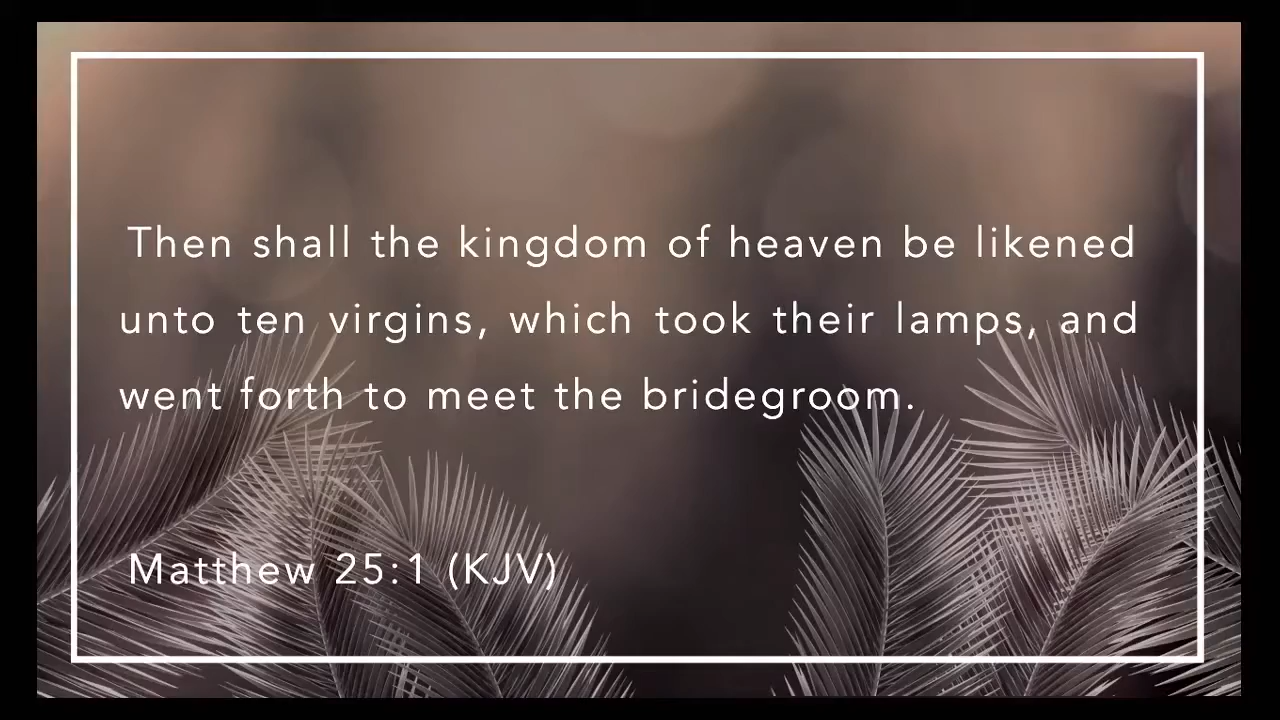 Then shall the kingdom of heaven be likened
unto ten virgins, which took their lamps, and
went forth to meet the bridegroom.
Matthew 25:1 (KJV)